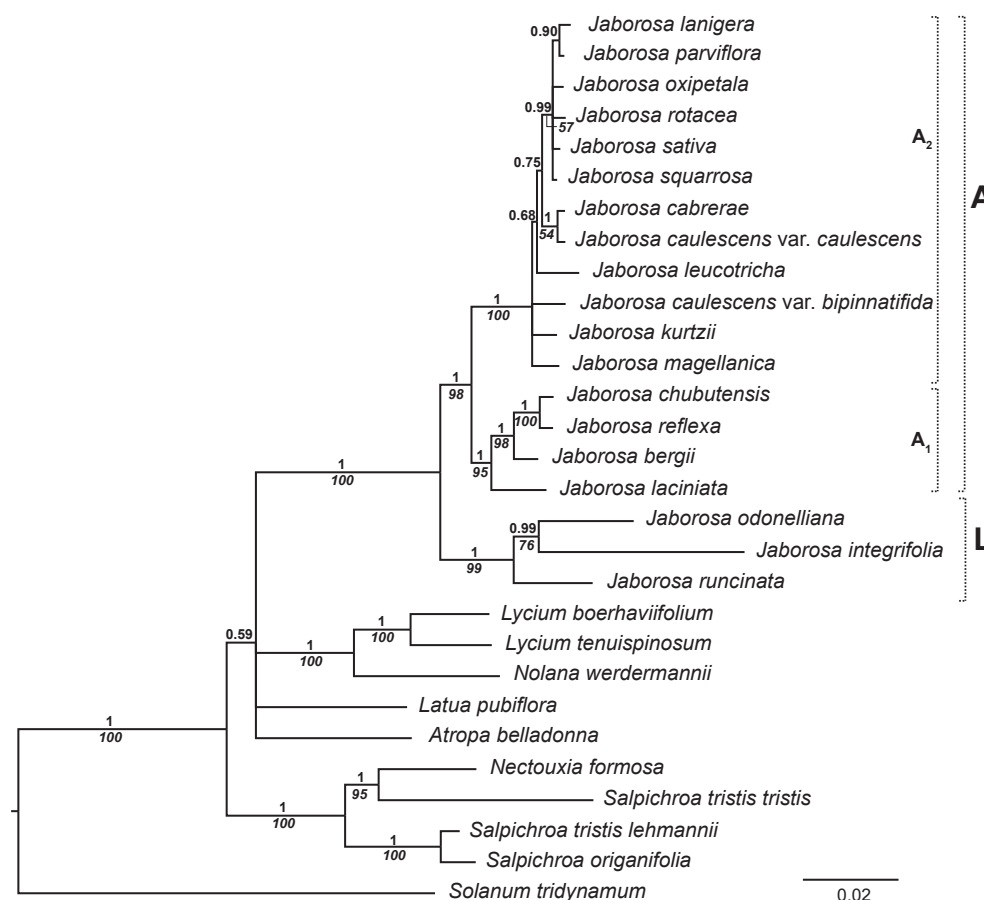 0.90
Jaborosa lanigera
Jaborosa parviflora
Jaborosa oxipetala
0.99
Jaborosa rotacea
57
A2
Jaborosa sativa
0.75
Jaborosa squarrosa
A
0.68
Jaborosa cabrerae
1
54
Jaborosa caulescens var. caulescens
Jaborosa leucotricha
1
100
Jaborosa caulescens var. bipinnatifida
Jaborosa kurtzii
Jaborosa magellanica
1
98
Jaborosa chubutensis
1
100
Jaborosa reflexa
1
98
A1
Jaborosa bergii
1
95
Jaborosa laciniata
1
100
Jaborosa odonelliana
0.99
76
Jaborosa integrifolia
L
1
99
Jaborosa runcinata
Lycium boerhaviifolium
1
100
0.59
Lycium tenuispinosum
1
100
Nolana werdermannii
Latua pubiflora
1
100
Atropa belladonna
Nectouxia formosa
1
95
Salpichroa tristis tristis
1
100
Salpichroa tristis lehmannii
1
100
Salpichroa origanifolia
Solanum tridynamum
0.02